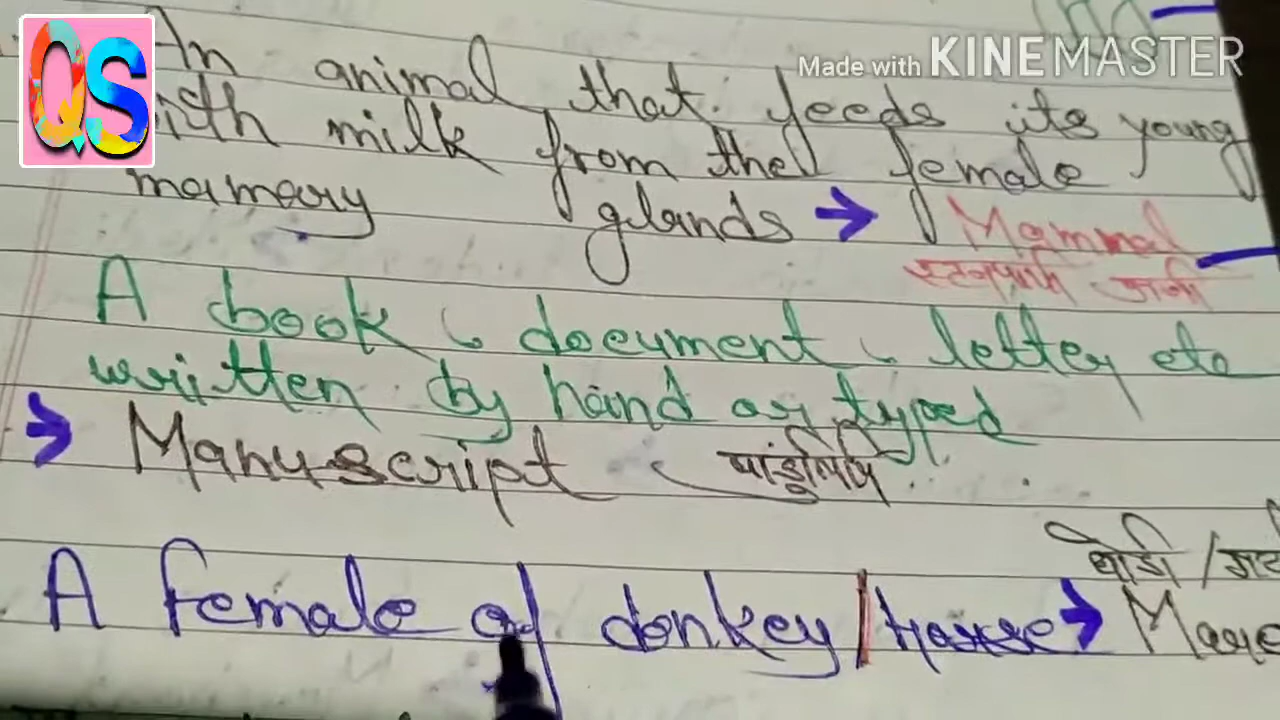 QS
Made with KINEMASTER
An animal that feeds its young
with milk from the female
mamary glands → Mammal
स्तनपायी
A book, document, letter etc
written by hand or typed
→ Manuscript पांडुलिपि
घोडी /
A female of donkey/horse → Mare